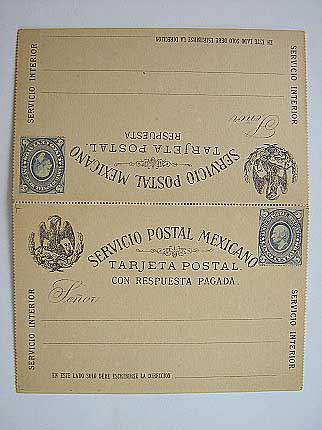 EN ESTE LADO SOLO DEBE ESCRIBIRSE LA DIRECCION
SERVICIO INTERIOR
SERVICIO INTERIOR
Señor
SERVICIO POSTAL MEXICANO
TARJETA POSTAL.
RESPUESTA
SERVICIO POSTAL MEXICANO
TARJETA POSTAL.
CON RESPUESTA PAGADA.
Señor
SERVICIO INTERIOR
SERVICIO INTERIOR
EN ESTE LADO SOLO DEBE ESCRIBIRSE LA DIRECCION